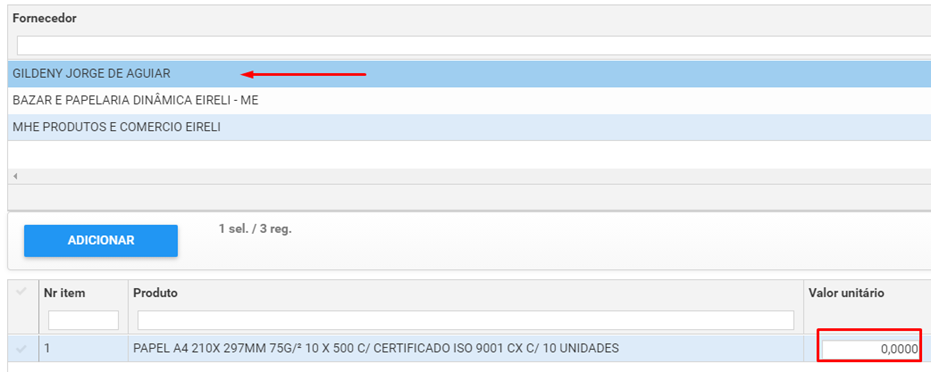 Fornecedor
GILDENY JORGE DE AGUIAR
BAZAR E PAPELARIA DINÂMICA EIRELI - ME
MHE PRODUTOS E COMERCIO EIRELI
ADICIONAR
1 sel. / 3 reg.
Nr item Produto Valor unitário
1 PAPEL A4 210X 297MM 75G/² 10 X 500 C/ CERTIFICADO ISO 9001 CX C/ 10 UNIDADES 0,0000